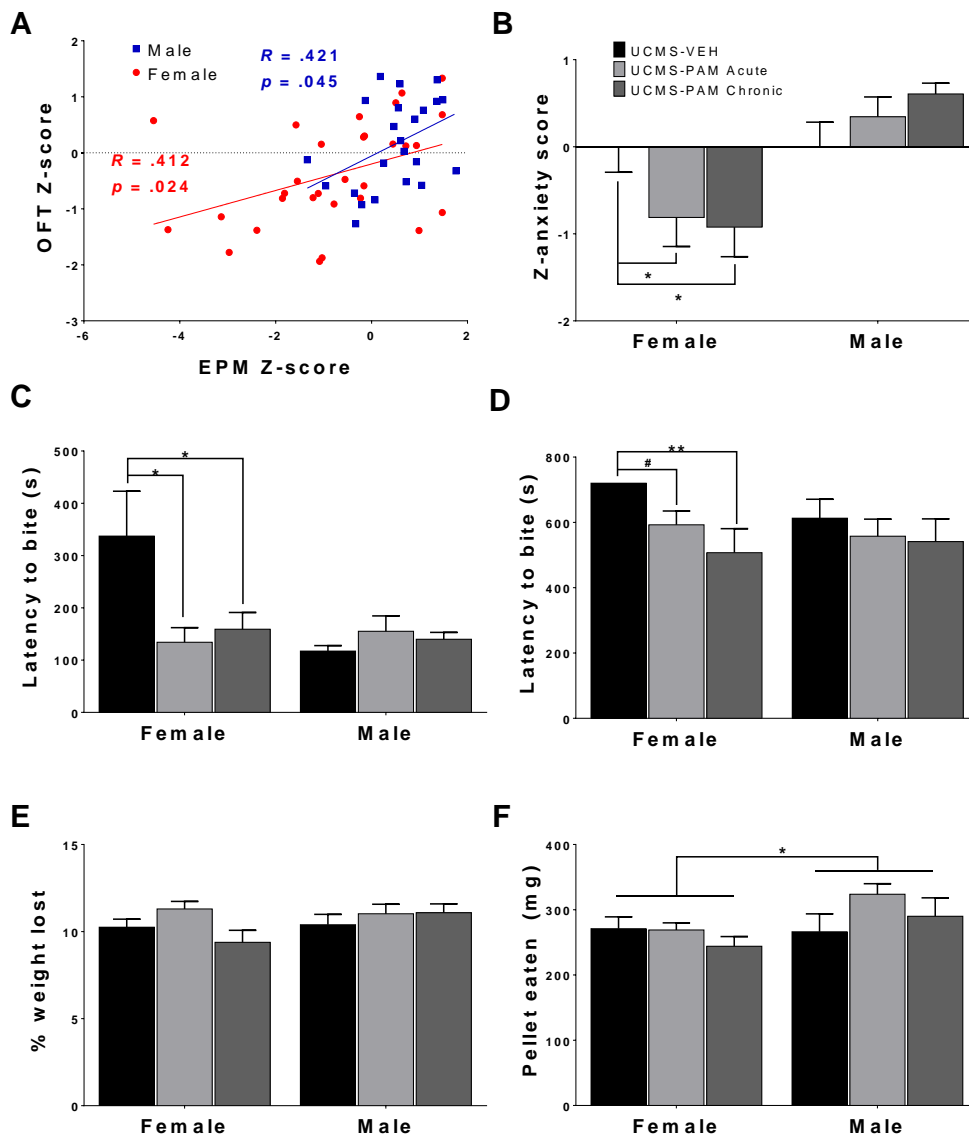 A
Male
Female
R = .421
p = .045
R = .412
p = .024
OFT Z-score
2
1
0
-1
-2
-3
-6
-4
-2
0
2
EPM Z-score
B
UCMS-VEH
UCMS-PAM Acute
UCMS-PAM Chronic
Z-anxiety score
1
0
-1
-2
*
*
Female
Male
C
Latency to bite (s)
500
400
300
200
100
0
*
*
Female
Male
D
Latency to bite (s)
800
600
400
200
0
**
#
Female
Male
E
% weight lost
15
10
5
0
Female
Male
F
Pellet eaten (mg)
400
300
200
100
0
*
Female
Male